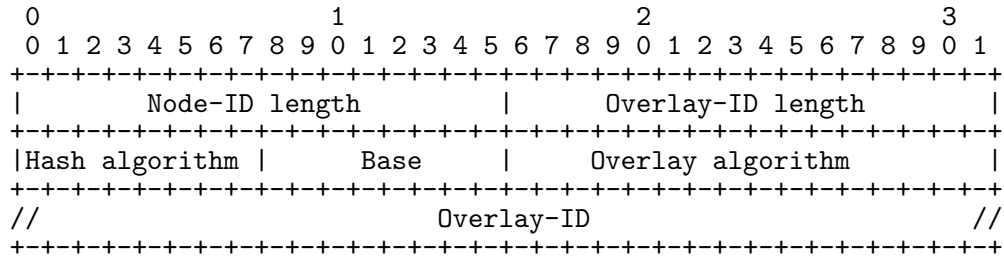 0                   1                   2                   3
 0 1 2 3 4 5 6 7 8 9 0 1 2 3 4 5 6 7 8 9 0 1 2 3 4 5 6 7 8 9 0 1
+-+-+-+-+-+-+-+-+-+-+-+-+-+-+-+-+-+-+-+-+-+-+-+-+-+-+-+-+-+-+-+-+
|        Node-ID length         |      Overlay-ID length        |
+-+-+-+-+-+-+-+-+-+-+-+-+-+-+-+-+-+-+-+-+-+-+-+-+-+-+-+-+-+-+-+-+
|Hash algorithm |      Base     |     Overlay algorithm         |
+-+-+-+-+-+-+-+-+-+-+-+-+-+-+-+-+-+-+-+-+-+-+-+-+-+-+-+-+-+-+-+-+
//                          Overlay-ID                         //
+-+-+-+-+-+-+-+-+-+-+-+-+-+-+-+-+-+-+-+-+-+-+-+-+-+-+-+-+-+-+-+-+